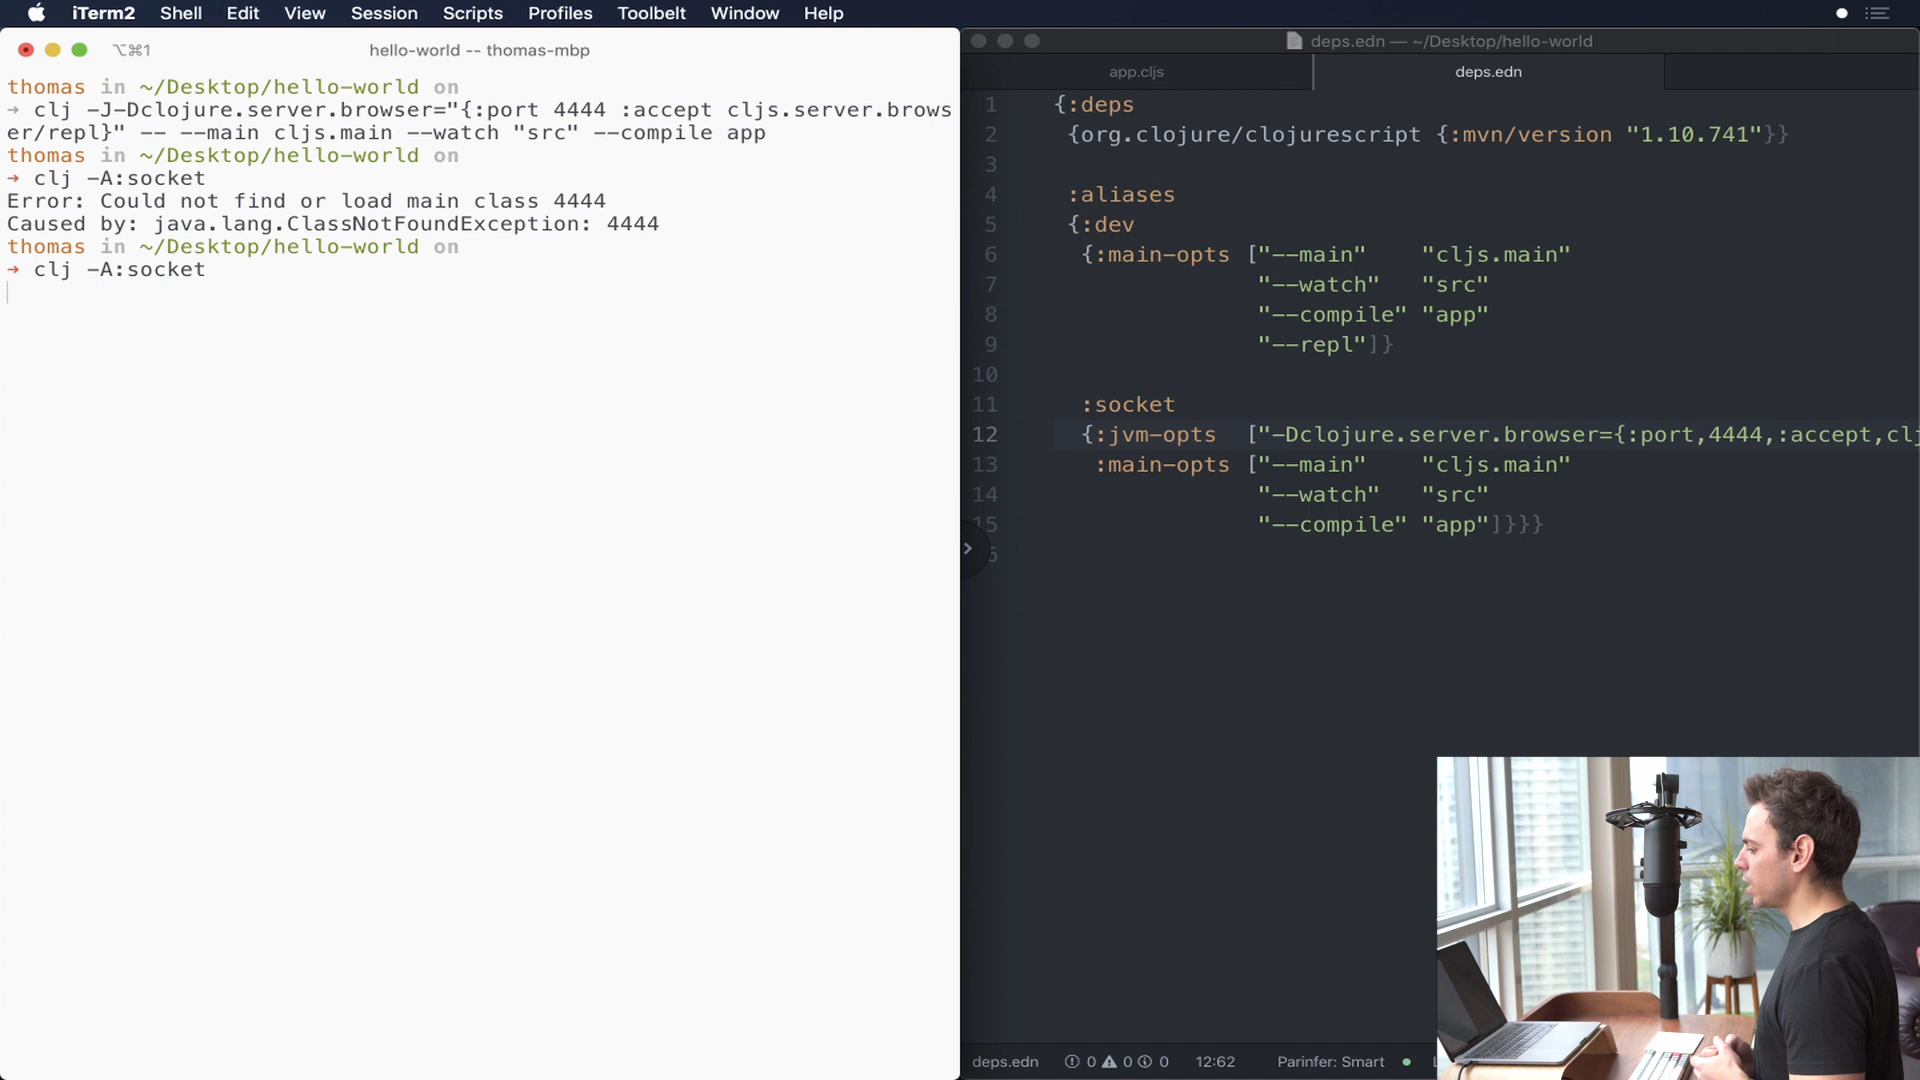 iTerm2 Shell Edit View Session Scripts Profiles Toolbelt Window Help
⌥⌘1 hello-world -- thomas-mbp
thomas in ~/Desktop/hello-world on
➜ clj -J-Dclojure.server.browser="{:port 4444 :accept cljs.server.brows
er/repl}" -- --main cljs.main --watch "src" --compile app
thomas in ~/Desktop/hello-world on
➜ clj -A:socket
Error: Could not find or load main class 4444
Caused by: java.lang.ClassNotFoundException: 4444
thomas in ~/Desktop/hello-world on
➜ clj -A:socket
deps.edn — ~/Desktop/hello-world
app.cljs deps.edn
1 {:deps
2 {org.clojure/clojurescript {:mvn/version "1.10.741"}}
3
4 :aliases
5 {:dev
6 {:main-opts ["--main" "cljs.main"
7 "--watch" "src"
8 "--compile" "app"
9 "--repl"]}
10
11 :socket
12 {:jvm-opts ["-Dclojure.server.browser={:port,4444,:accept,clj
13 :main-opts ["--main" "cljs.main"
14 "--watch" "src"
15 "--compile" "app"]}}}
6
deps.edn 0 0 0 12:62 Parinfer: Smart